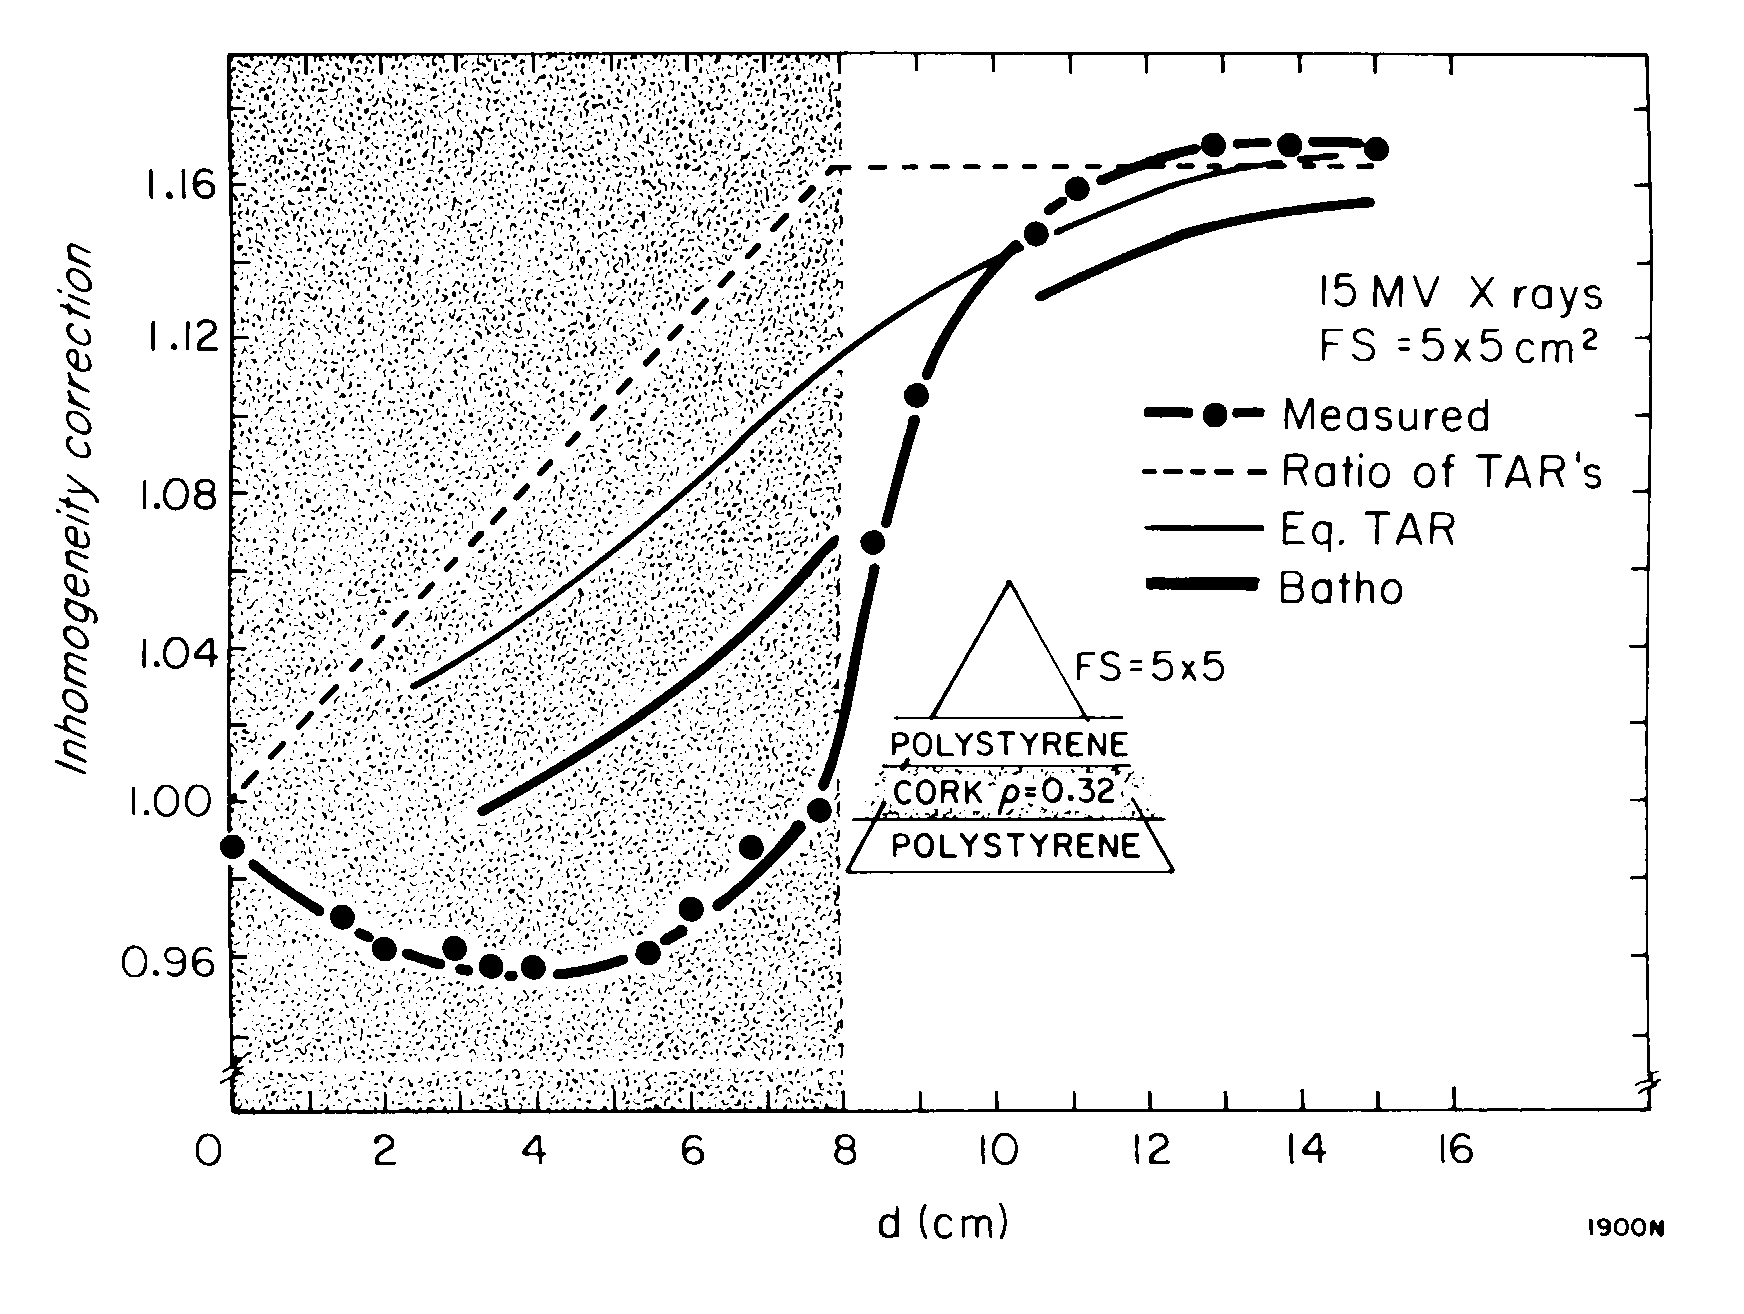 Inhomogeneity correction
1.16
1.12
1.08
1.04
1.00
0.96
0 2 4 6 8 10 12 14 16
d (cm)
15 MV X rays
FS = 5x5 cm²
Measured
Ratio of TAR's
Eq. TAR
Batho
FS=5x5
POLYSTYRENE
CORK ρ=0.32
POLYSTYRENE
1900N